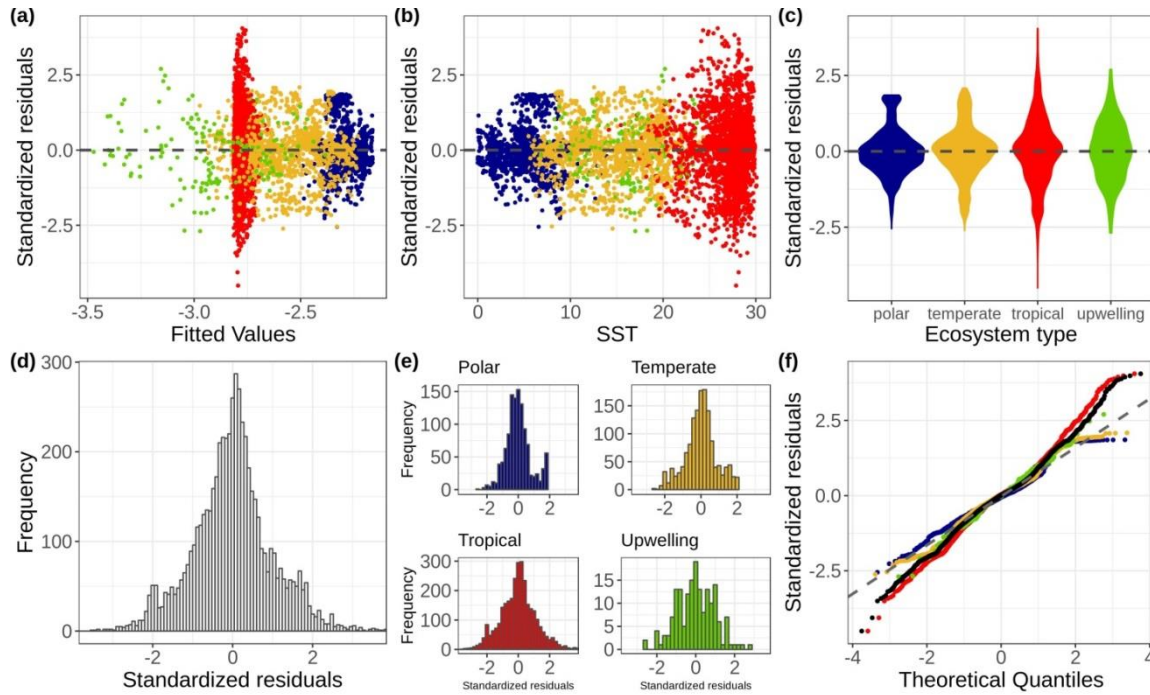 (a)
Standardized residuals
2.5
0.0
-2.5
-3.5
-3.0
-2.5
Fitted Values
(b)
Standardized residuals
2.5
0.0
-2.5
0
10
20
30
SST
(c)
Standardized residuals
2.5
0.0
-2.5
polar
temperate
tropical
upwelling
Ecosystem type
(d)
Frequency
300
200
100
0
-2
0
2
Standardized residuals
(e)
Polar
Frequency
150
100
50
0
-2
0
2
Temperate
150
100
50
0
-2
0
2
Tropical
Frequency
300
200
100
0
-2
0
2
Standardized residuals
Upwelling
15
10
5
0
-2
0
2
Standardized residuals
(f)
Standardized residuals
2.5
0.0
-2.5
-4
-2
0
2
4
Theoretical Quantiles